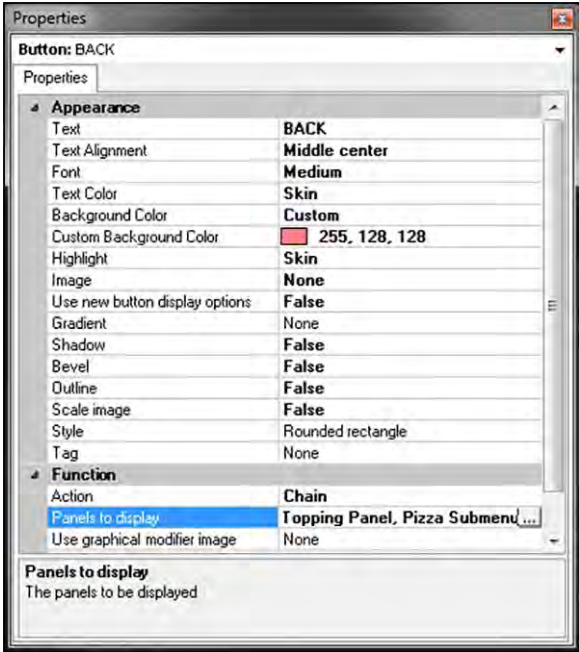 Properties
Button: BACK
Properties
Appearance
Text BACK
Text Alignment Middle center
Font Medium
Text Color Skin
Background Color Custom
Custom Background Color 255, 128, 128
Highlight Skin
Image None
Use new button display options False
Gradient None
Shadow False
Bevel False
Outline False
Scale image False
Style Rounded rectangle
Tag None
Function
Action Chain
Panels to display Topping Panel, Pizza Submenu ...
Use graphical modifier image None
Panels to display
The panels to be displayed